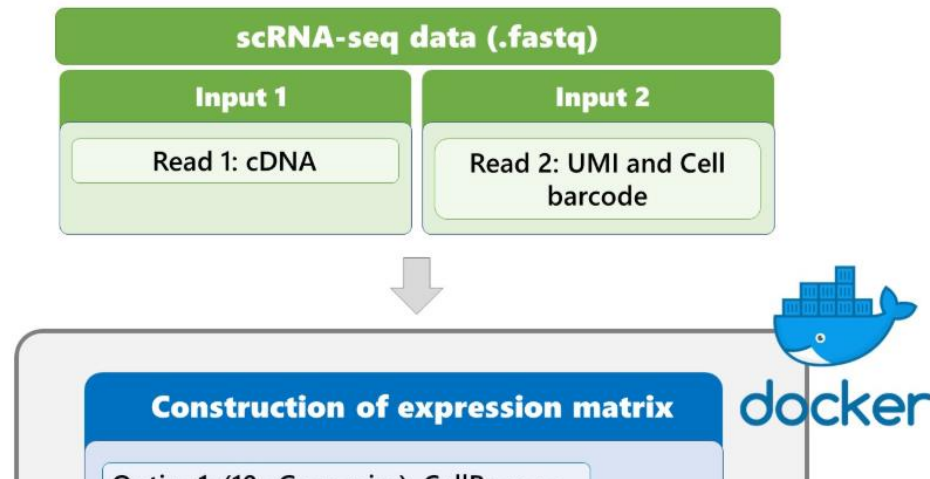 scRNA-seq data (.fastq)
Input 1
Input 2
Read 1: cDNA
Read 2: UMI and Cell
barcode
docker
Construction of expression matrix